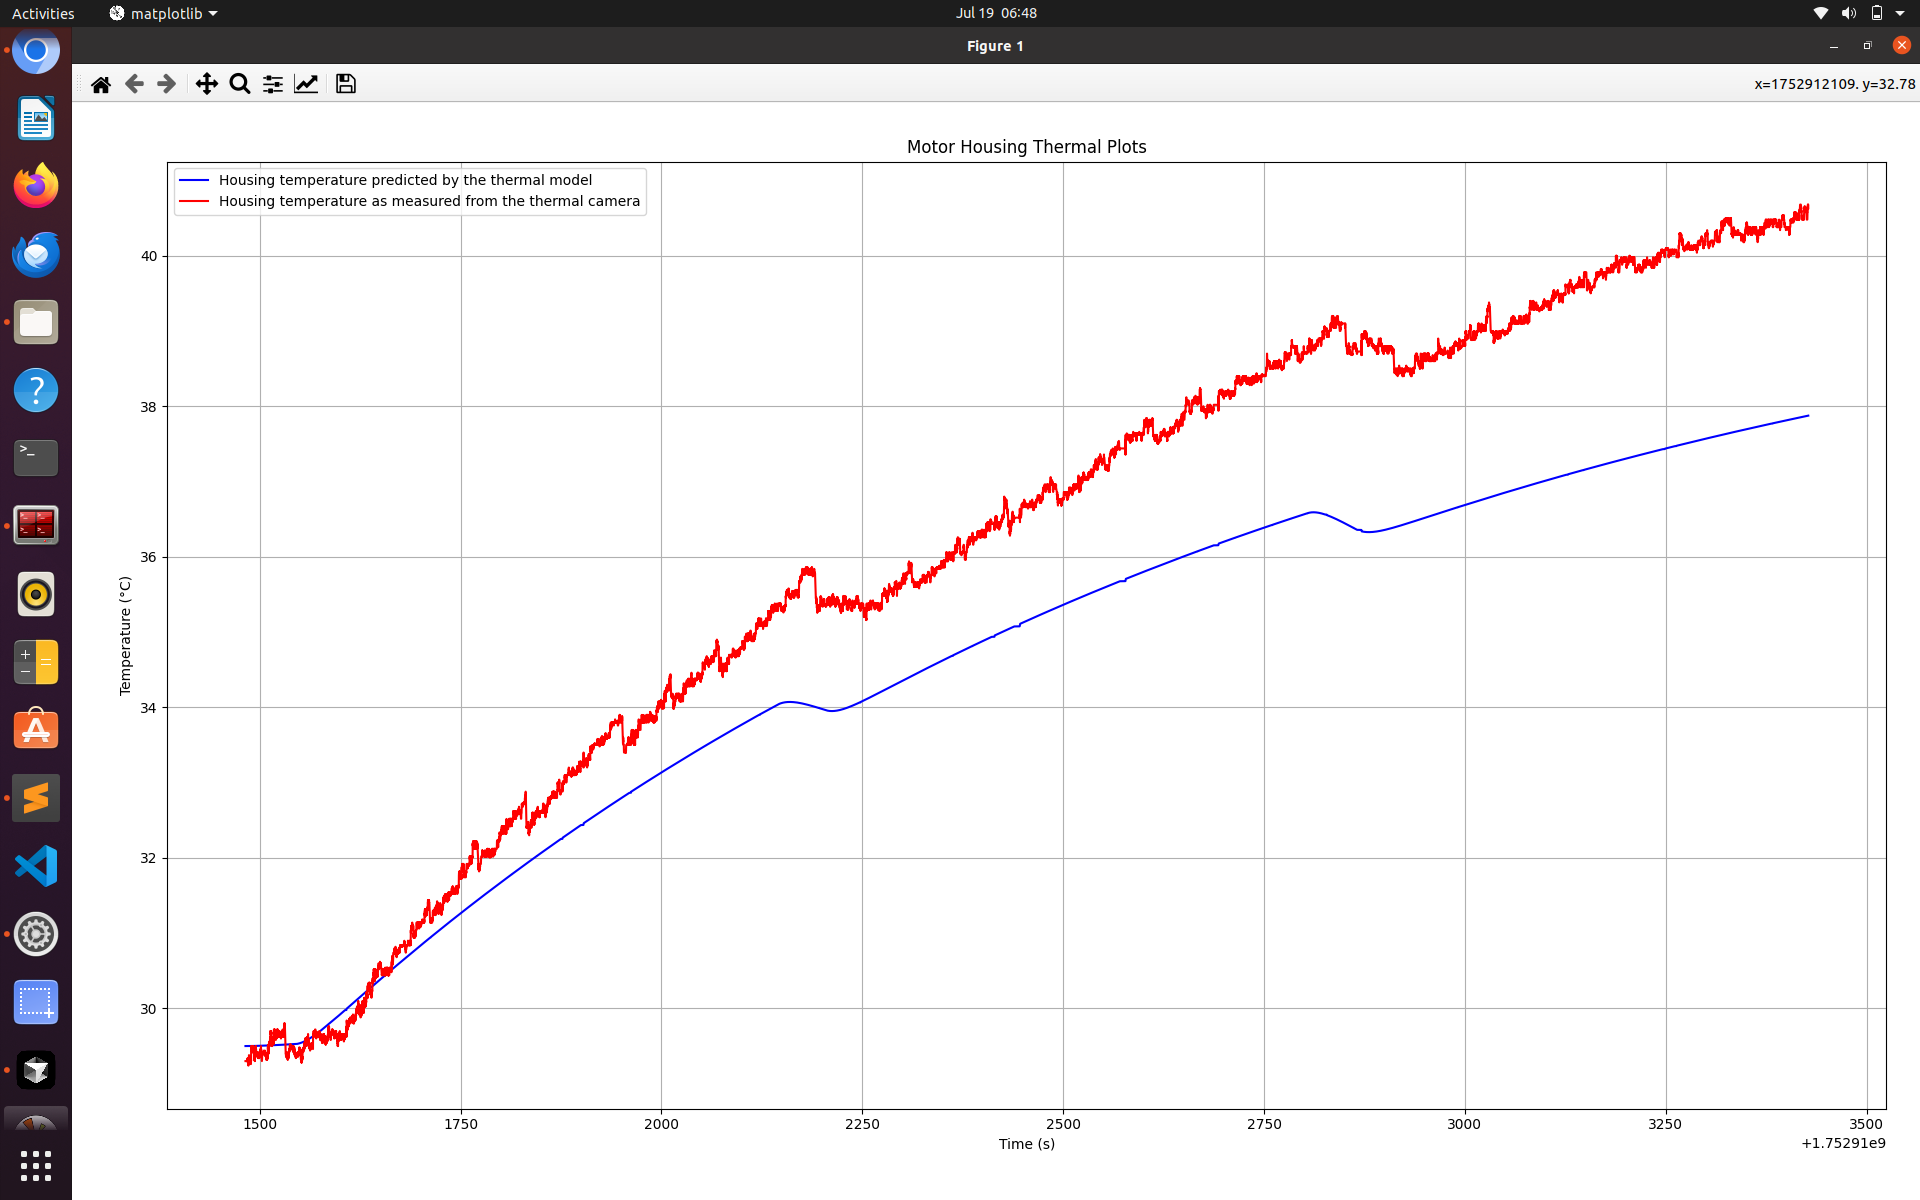 Activities
matplotlib
Jul 19 06:48
Figure 1
x=1752912109. y=32.78
Motor Housing Thermal Plots
Housing temperature predicted by the thermal model
Housing temperature as measured from the thermal camera
40
38
36
34
32
30
Temperature (°C)
1500
1750
2000
2250
2500
2750
3000
3250
3500
Time (s)
+1.75291e9